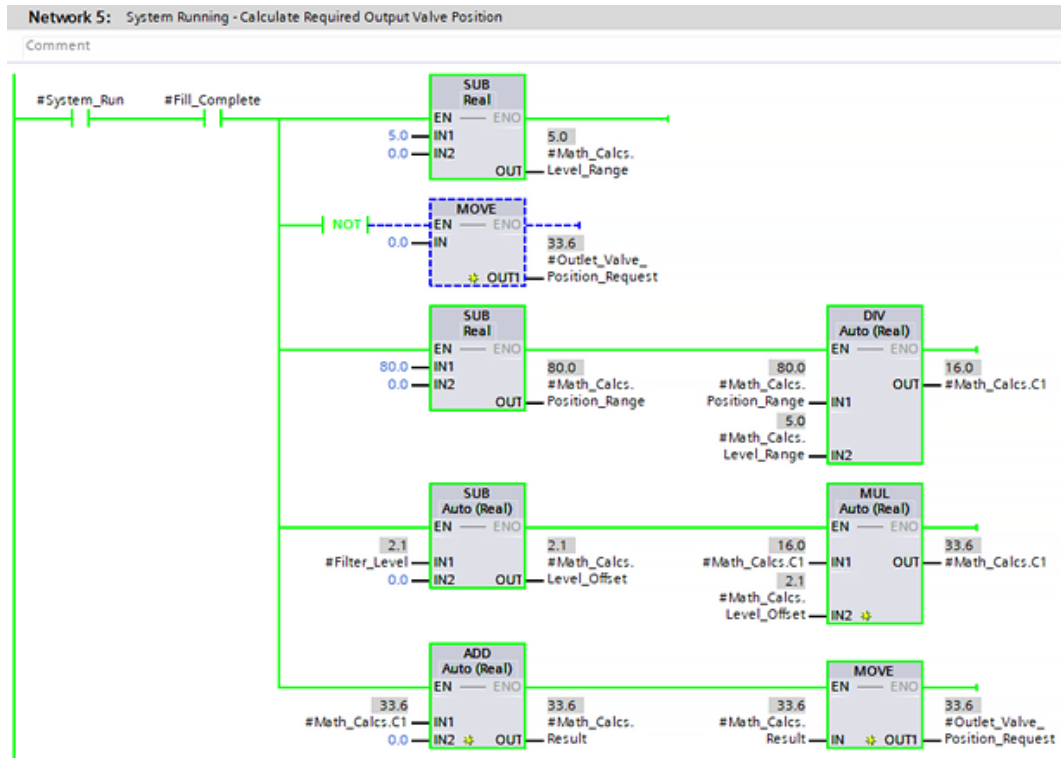 Network 5: System Running - Calculate Required Output Valve Position
Comment
#System_Run #Fill_Complete
SUB
Real
EN ENO
5.0 IN1 5.0
0.0 IN2 #Math_Calcs.
OUT Level_Range
NOT
MOVE
EN ENO
0.0 IN 33.6
#Outlet_Valve_
OUT1 Position_Request
SUB
Real
EN ENO
80.0 IN1 80.0
0.0 IN2 #Math_Calcs.
OUT Position_Range
DIV
Auto (Real)
EN ENO
80.0 16.0
#Math_Calcs. OUT #Math_Calcs.C1
Position_Range IN1
5.0
#Math_Calcs.
Level_Range IN2
SUB
Auto (Real)
EN ENO
2.1 2.1
#Filter_Level IN1 #Math_Calcs.
0.0 IN2 OUT Level_Offset
MUL
Auto (Real)
EN ENO
16.0 33.6
#Math_Calcs.C1 IN1 OUT #Math_Calcs.C1
2.1
#Math_Calcs.
Level_Offset IN2
ADD
Auto (Real)
EN ENO
33.6 33.6
#Math_Calcs.C1 IN1 #Math_Calcs.
0.0 IN2 OUT Result
MOVE
EN ENO
33.6 33.6
#Math_Calcs. #Outlet_Valve_
Result IN OUT1 Position_Request